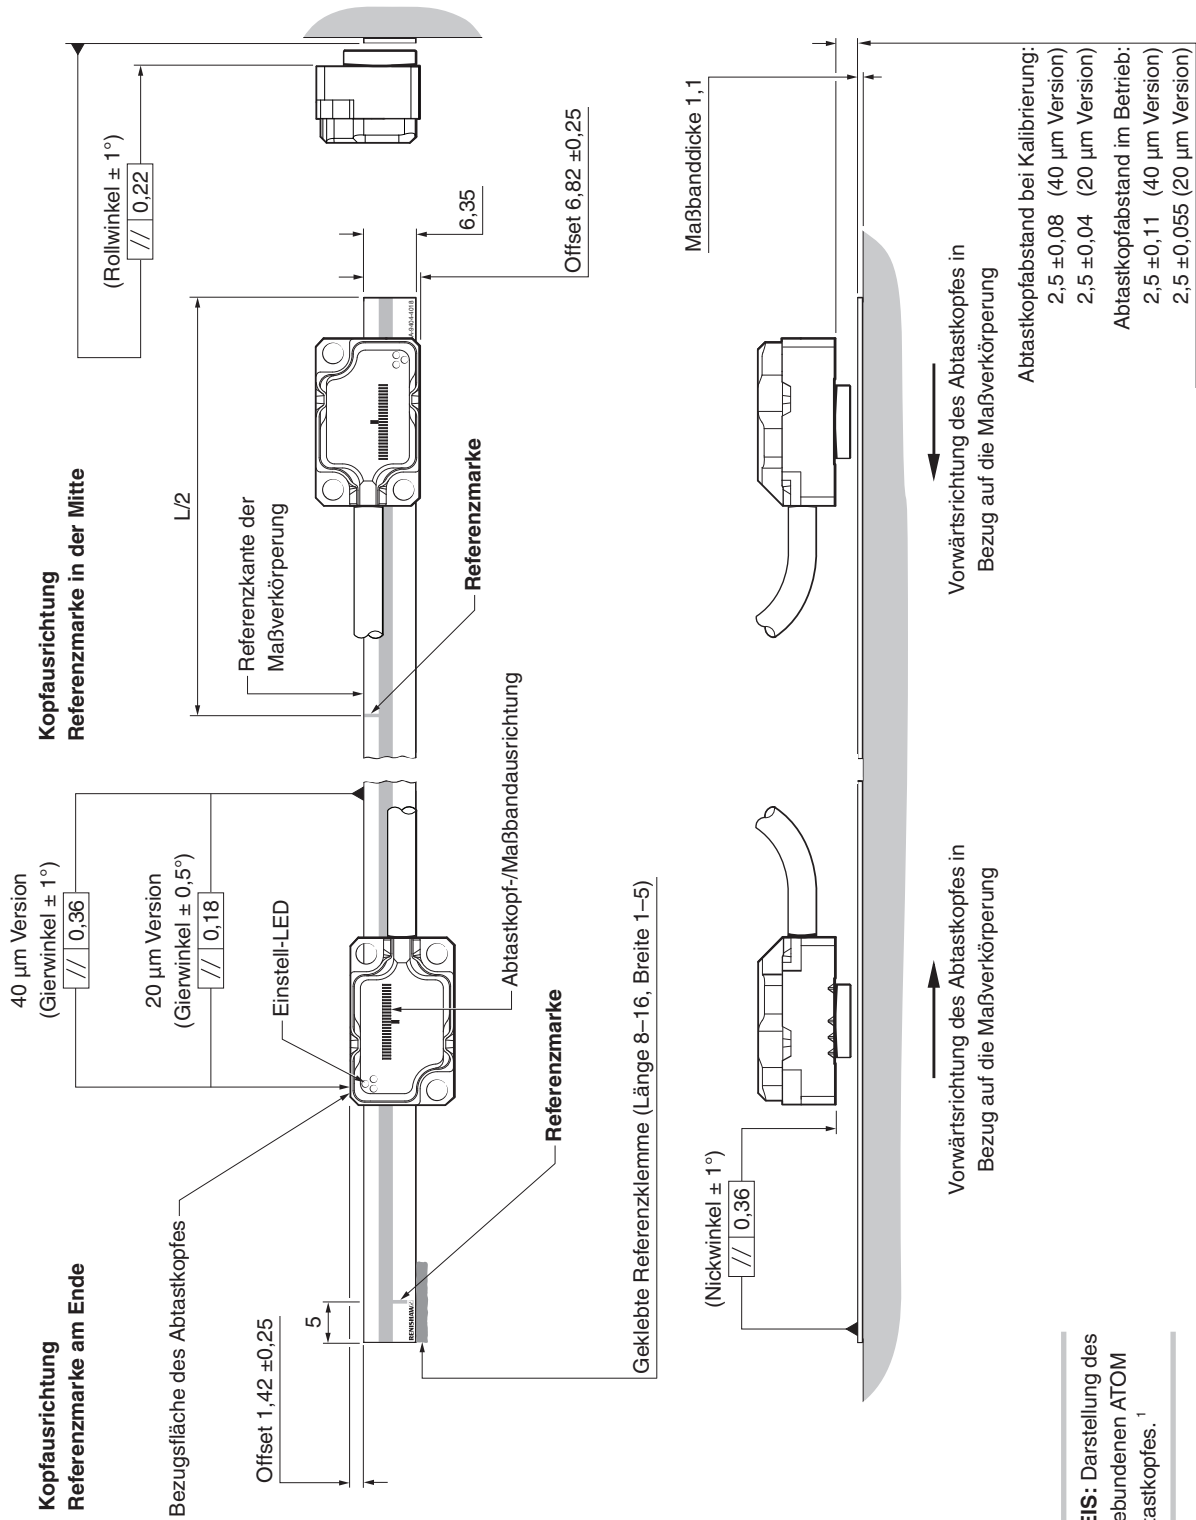 Kopfausrichtung
Referenzmarke am Ende
Bezugsfläche des Abtastkopfes
Offset 1,42 ±0,25
5
RENISHAW
40 µm Version
(Gierwinkel ± 1°)
// 0,36
20 µm Version
(Gierwinkel ± 0,5°)
// 0,18
Einstell-LED
Abtastkopf-/Maßbandausrichtung
Referenzmarke
Geklebte Referenzklemme (Länge 8–16, Breite 1–5)
Kopfausrichtung
Referenzmarke in der Mitte
L/2
Referenzkante der
Maßverkörperung
Referenzmarke
A-9404-4018
(Rollwinkel ± 1°)
// 0,22
6,35
Offset 6,82 ±0,25
(Nickwinkel ± 1°)
// 0,36
Maßbanddicke 1,1
Vorwärtsrichtung des Abtastkopfes in
Bezug auf die Maßverkörperung
Vorwärtsrichtung des Abtastkopfes in
Bezug auf die Maßverkörperung
Abtastkopfabstand bei Kalibrierung:
2,5 ±0,08 (40 µm Version)
2,5 ±0,04 (20 µm Version)
Abtastkopfabstand im Betrieb:
2,5 ±0,11 (40 µm Version)
2,5 ±0,055 (20 µm Version)
EIS: Darstellung des
ebundenen ATOM
tastkopfes. 1